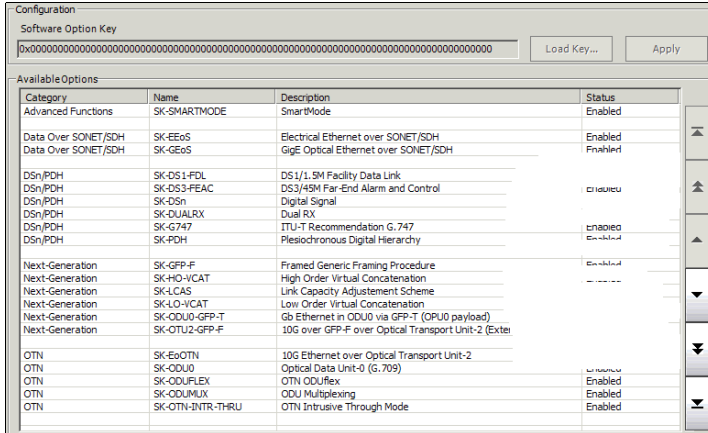 Configuration
Software Option Key
Load Key...
Apply
AvailableOptions
Category Name Description Status
Advanced Functions SK-SMARTMODE SmartMode Enabled
Data Over SONET/SDH SK-EEoS Electrical Ethernet over SONET/SDH Enabled
Data Over SONET/SDH SK-GEoS GigE Optical Ethernet over SONET/SDH Enabled
DSn/PDH SK-DS1-FDL DS1/1.5M Facility Data Link
DSn/PDH SK-DS3-FEAC DS3/45M Far-End Alarm and Control Enabled
DSn/PDH SK-DSn Digital Signal
DSn/PDH SK-DUALRX Dual RX
DSn/PDH SK-G747 ITU-T Recommendation G.747 Enabled
DSn/PDH SK-PDH Plesiochronous Digital Hierarchy Enabled
Next-Generation SK-GFP-F Framed Generic Framing Procedure Enabled
Next-Generation SK-HO-VCAT High Order Virtual Concatenation
Next-Generation SK-LCAS Link Capacity Adjustement Scheme
Next-Generation SK-LO-VCAT Low Order Virtual Concatenation
Next-Generation SK-ODU0-GFP-T Gb Ethernet in ODU0 via GFP-T (OPU0 payload)
Next-Generation SK-OTU2-GFP-F 10G over GFP-F over Optical Transport Unit-2 (Exter
OTN SK-EoOTN 10G Ethernet over Optical Transport Unit-2
OTN SK-ODU0 Optical Data Unit-0 (G.709) Enabled
OTN SK-ODUFLEX OTN ODUflex Enabled
OTN SK-ODUMUX ODU Multiplexing Enabled
OTN SK-OTN-INTR-THRU OTN Intrusive Through Mode Enabled